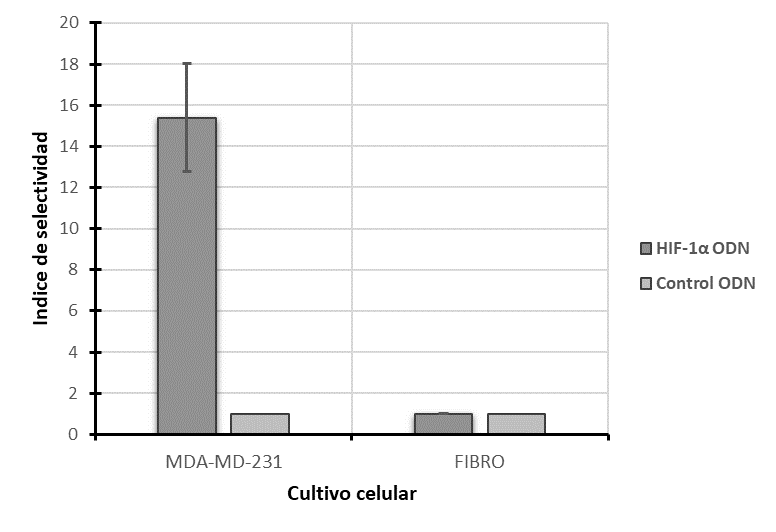 20
18
16
14
12
10
8
6
4
2
0
Indice de selectividad
MDA-MD-231
FIBRO
Cultivo celular
HIF-1α ODN
Control ODN